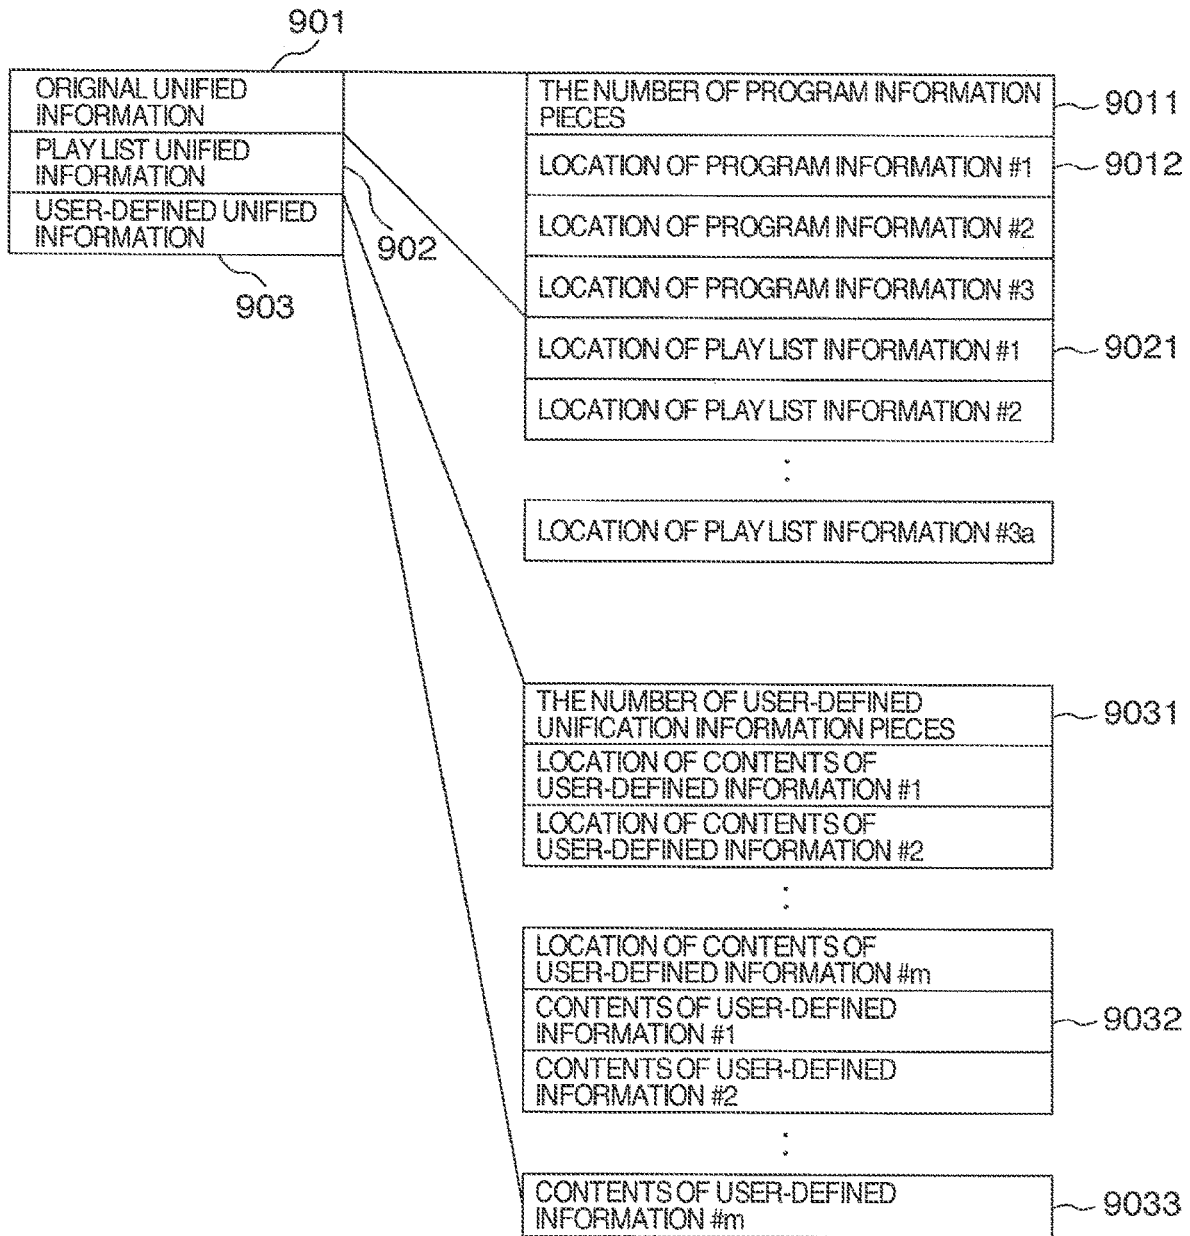 901
ORIGINAL UNIFIED
INFORMATION
PLAY LIST UNIFIED
INFORMATION
USER-DEFINED UNIFIED
INFORMATION
902
903
THE NUMBER OF PROGRAM INFORMATION
PIECES
9011
LOCATION OF PROGRAM INFORMATION #1
9012
LOCATION OF PROGRAM INFORMATION #2
LOCATION OF PROGRAM INFORMATION #3
LOCATION OF PLAY LIST INFORMATION #1
9021
LOCATION OF PLAY LIST INFORMATION #2
LOCATION OF PLAY LIST INFORMATION #3a
THE NUMBER OF USER-DEFINED
UNIFICATION INFORMATION PIECES
9031
LOCATION OF CONTENTS OF
USER-DEFINED INFORMATION #1
LOCATION OF CONTENTS OF
USER-DEFINED INFORMATION #2
LOCATION OF CONTENTS OF
USER-DEFINED INFORMATION #m
CONTENTS OF USER-DEFINED
INFORMATION #1
9032
CONTENTS OF USER-DEFINED
INFORMATION #2
CONTENTS OF USER-DEFINED
INFORMATION #m
9033